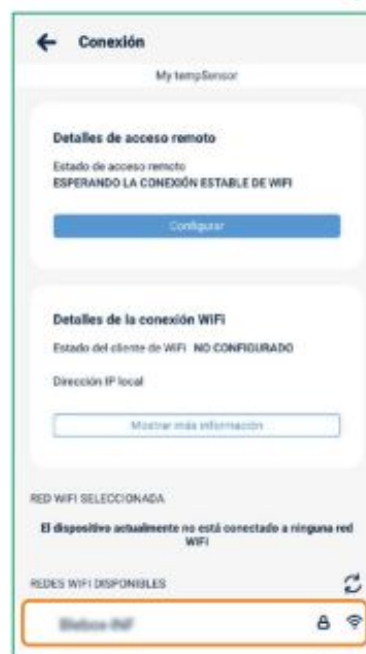 Conexión
My tempSensor
Detalles de acceso remoto
Estado de acceso remoto
ESPERANDO LA CONEXIÓN ESTABLE DE WIFI
Configurar
Detalles de la conexión WiFi
Estado del cliente de WiFi NO CONFIGURADO
Dirección IP local
Mostrar más información
RED WIFI SELECCIONADA
El dispositivo actualmente no está conectado a ninguna red
WiFi
REDES WIFI DISPONIBLES